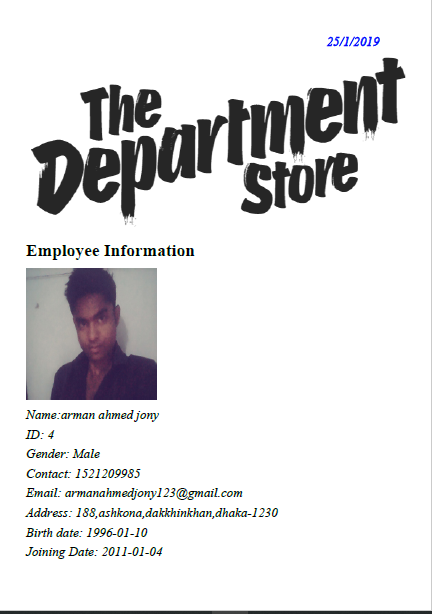 25/1/2019
The
Department
Store
Employee Information
Name:arman ahmed jony
ID: 4
Gender: Male
Contact: 1521209985
Email: armanahmedjony123@gmail.com
Address: 188,ashkona,dakkhinkhan,dhaka-1230
Birth date: 1996-01-10
Joining Date: 2011-01-04